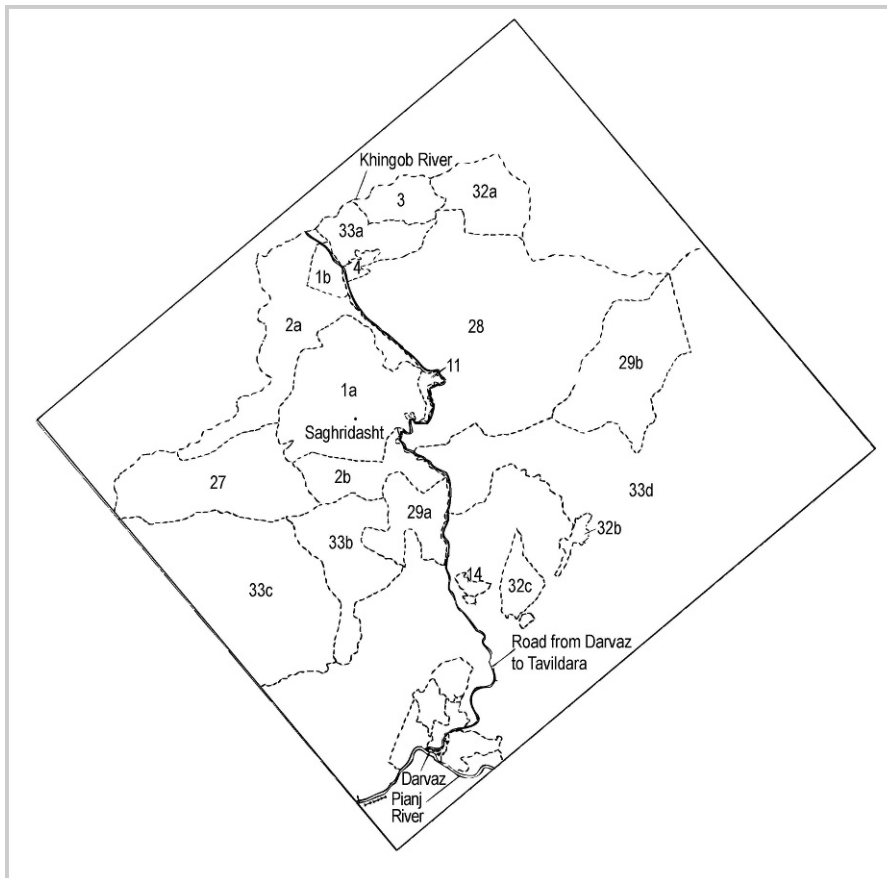 Khingob River
3
32a
33a
4
1b
2a
28
11
29b
1a
Saghridasht
27
2b
33d
29a
32b
33b
14
32c
33c
Road from Darvaz
to Tavildara
Darvaz
Pianj
River